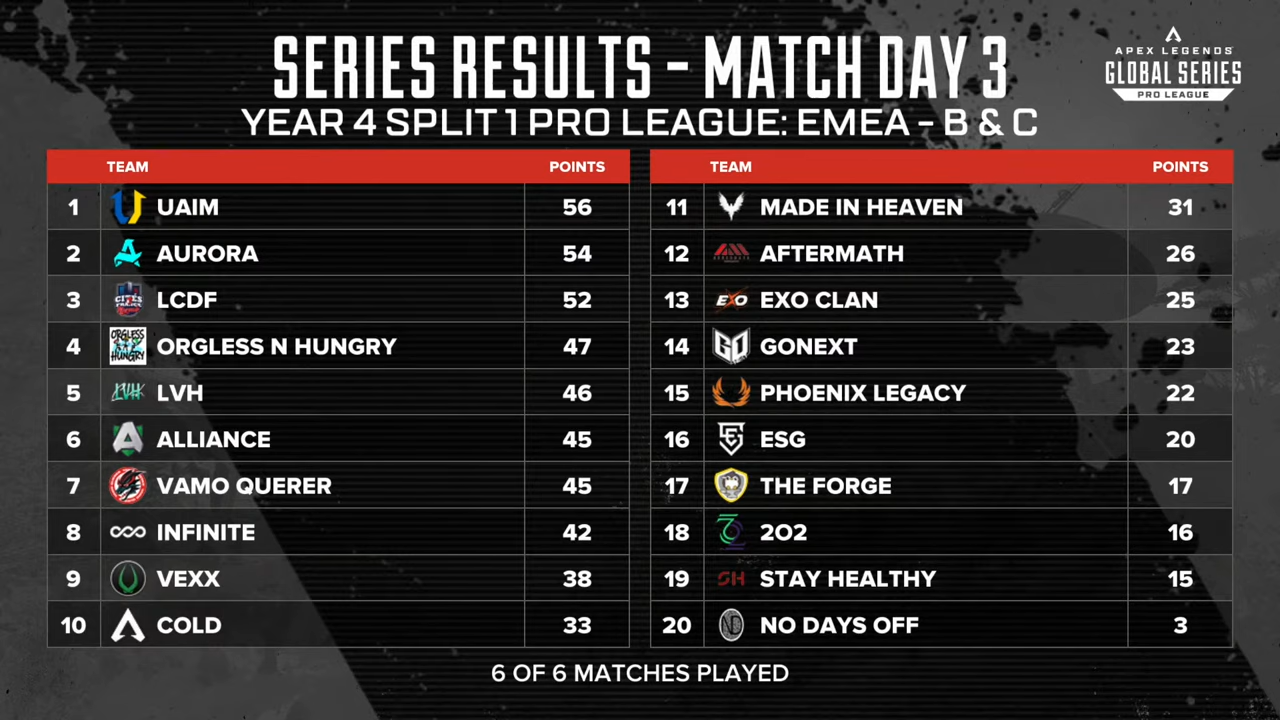 SERIES RESULTS - MATCH DAY 3
YEAR 4 SPLIT 1 PRO LEAGUE: EMEA - B & C
APEX LEGENDS
GLOBAL SERIES
PRO LEAGUE
TEAM POINTS
1 UAIM 56
2 AURORA 54
3 LCDF 52
4 ORGLESS N HUNGRY 47
5 LVH 46
6 ALLIANCE 45
7 VAMO QUERER 45
8 INFINITE 42
9 VEXX 38
10 COLD 33
TEAM POINTS
11 MADE IN HEAVEN 31
12 AFTERMATH 26
13 EXO EXO CLAN 25
14 GONEXT 23
15 PHOENIX LEGACY 22
16 ESG 20
17 THE FORGE 17
18 2O2 16
19 SH STAY HEALTHY 15
20 NO DAYS OFF 3
6 OF 6 MATCHES PLAYED